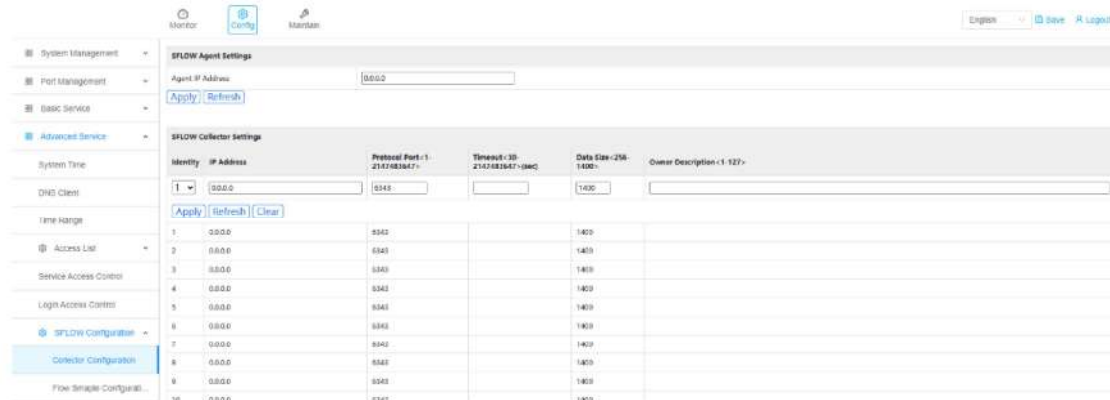 Monitor Config Maintain English Save Logout
System Management
Port Management
Basic Service
Advanced Service
System Time
DNS Client
Time Range
Access List
Service Access Control
Login Access Control
SFLOW Configuration
Collector Configuration
Flow Smaple Configurati...
SFLOW Agent Settings
Agent IP Address 0.0.0.0
Apply Refresh
SFLOW Collector Settings
Identity IP Address Protocal Port<1-2147483647> Timeout<30-2147483647>(sec) Data Size<256-1400> Owner Description<1-127>
1 0.0.0.0 6343 1400
Apply Refresh Clear
1 0.0.0.0 6343 1400
2 0.0.0.0 6343 1400
3 0.0.0.0 6343 1400
4 0.0.0.0 6343 1400
5 0.0.0.0 6343 1400
6 0.0.0.0 6343 1400
7 0.0.0.0 6343 1400
8 0.0.0.0 6343 1400
9 0.0.0.0 6343 1400